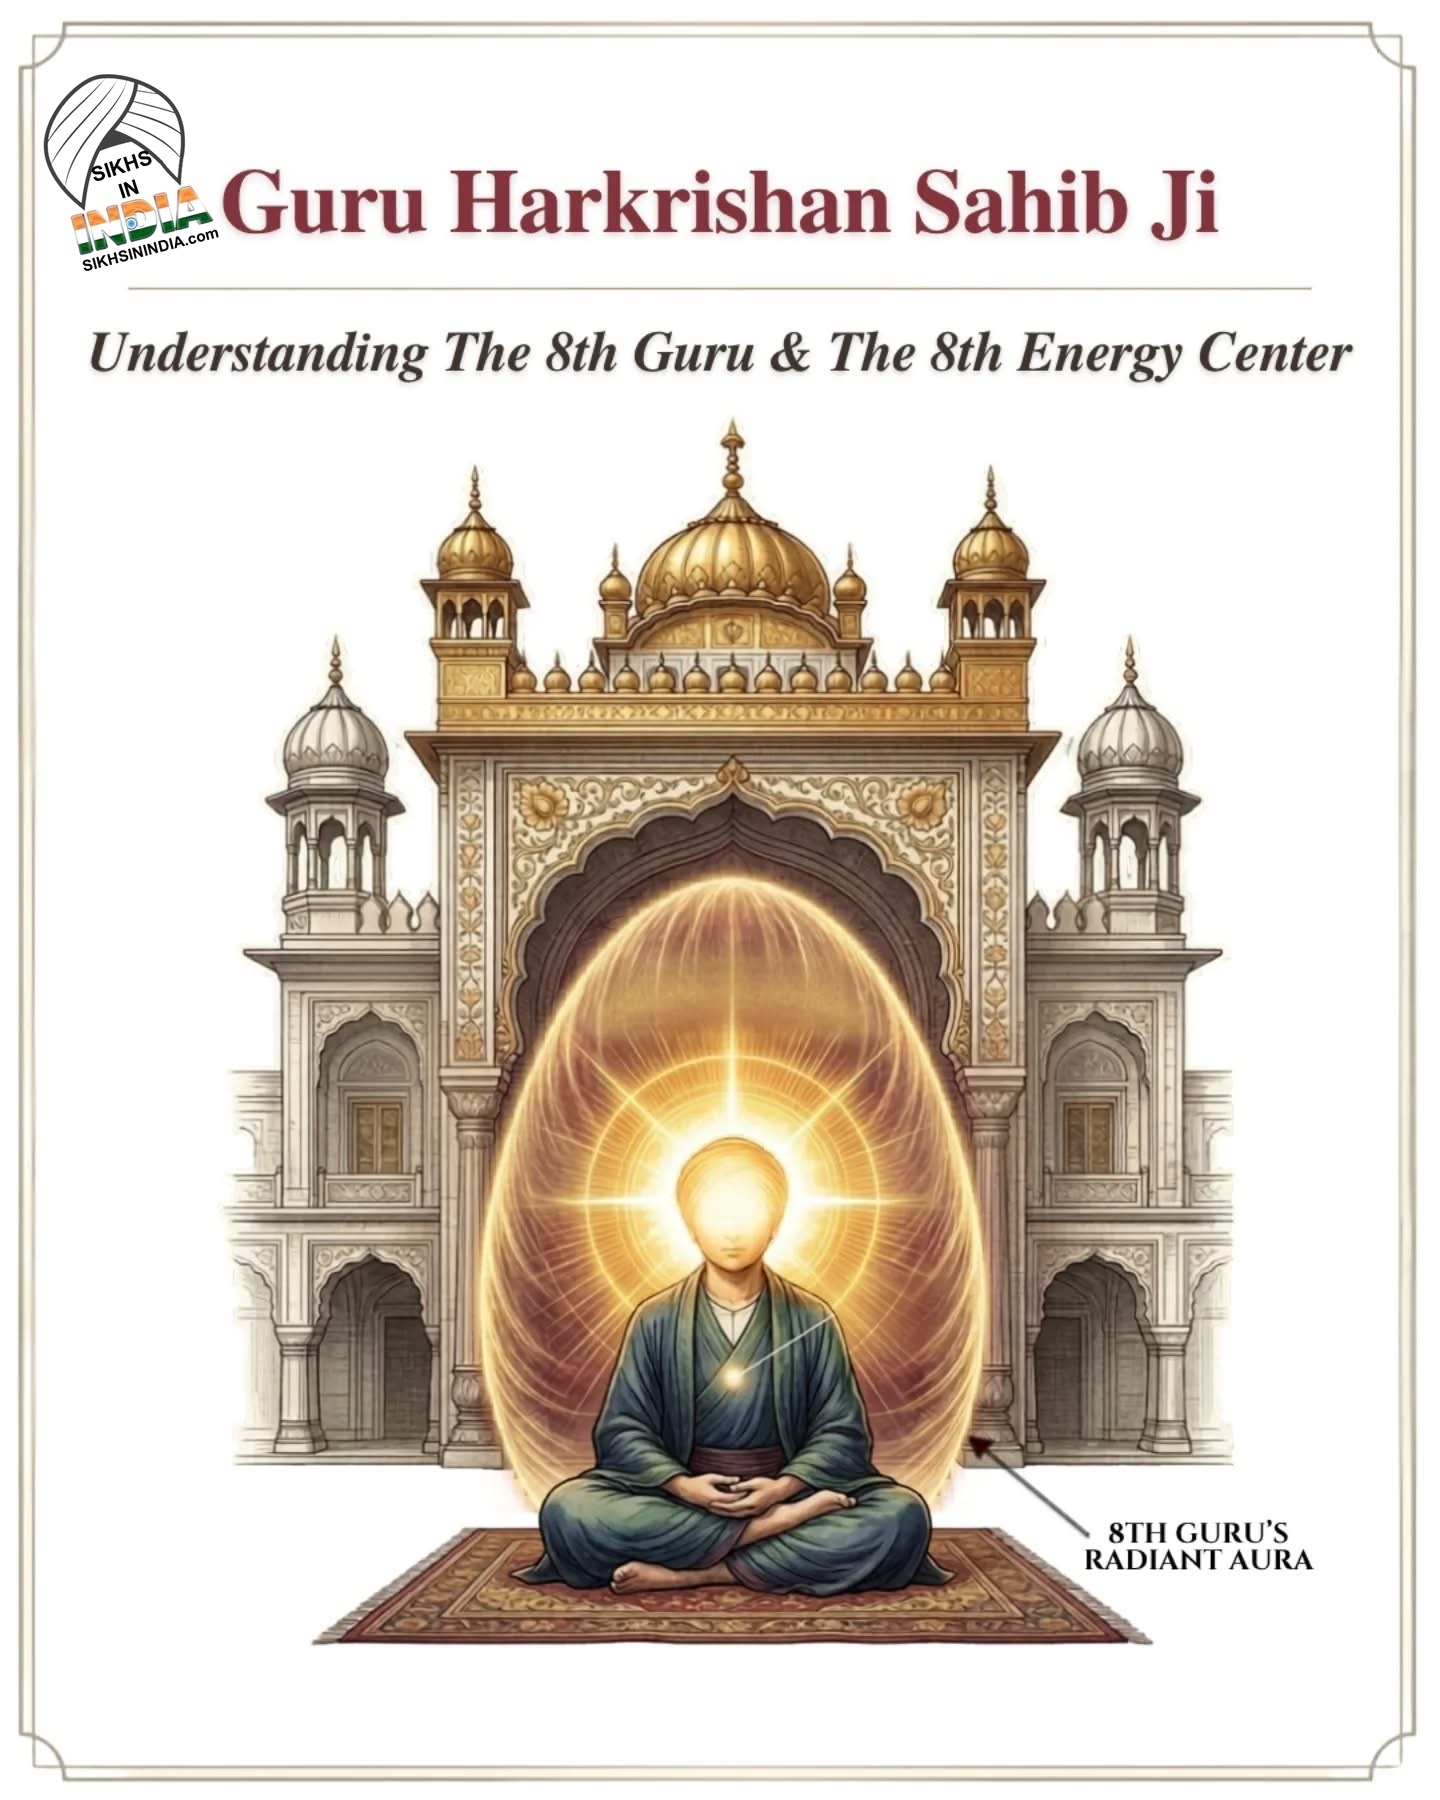 SIKHS
IN
INDIA
SIKHSININDIA.com
Guru Harkrishan Sahib Ji
Understanding The 8th Guru & The 8th Energy Center
8TH GURU’S
RADIANT AURA